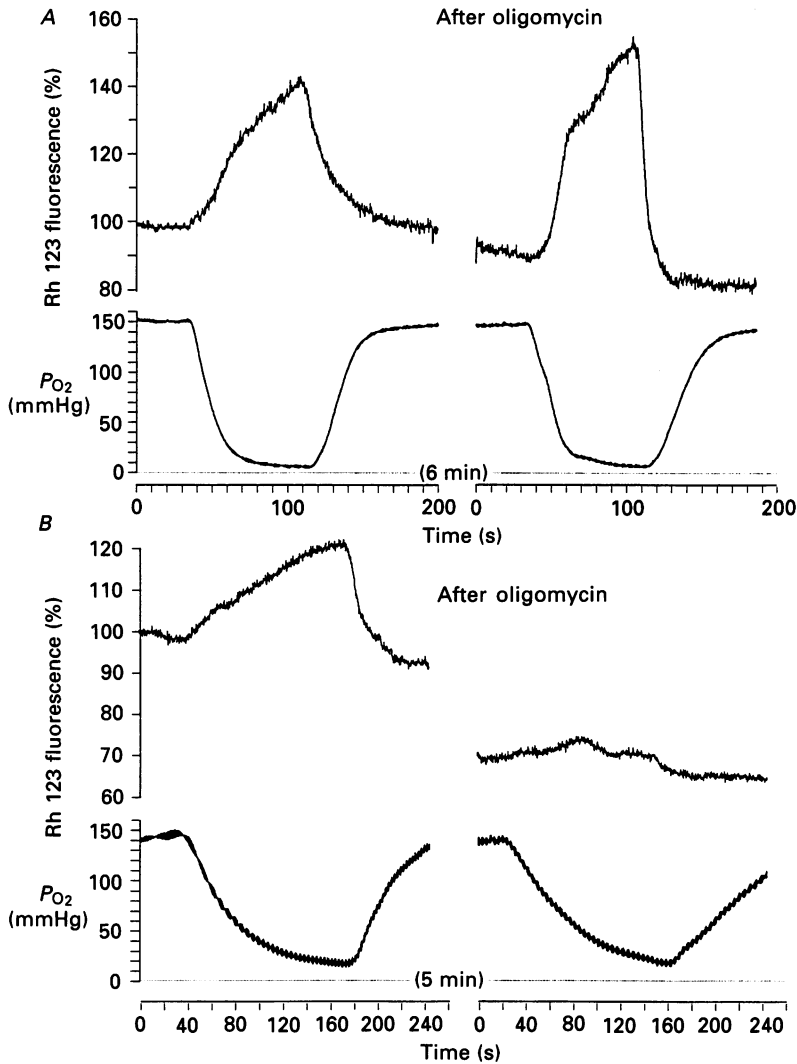 A
After oligomycin
Rh 123 fluorescence (%)
160
140
120
100
80
PO2
(mmHg)
150
100
50
0
(6 min)
0 100 200
0 100 200
Time (s)
B
After oligomycin
Rh 123 fluorescence (%)
120
110
100
90
80
70
60
PO2
(mmHg)
150
100
50
0
(5 min)
0 40 80 120 160 200 240
0 40 80 120 160 200 240
Time (s)